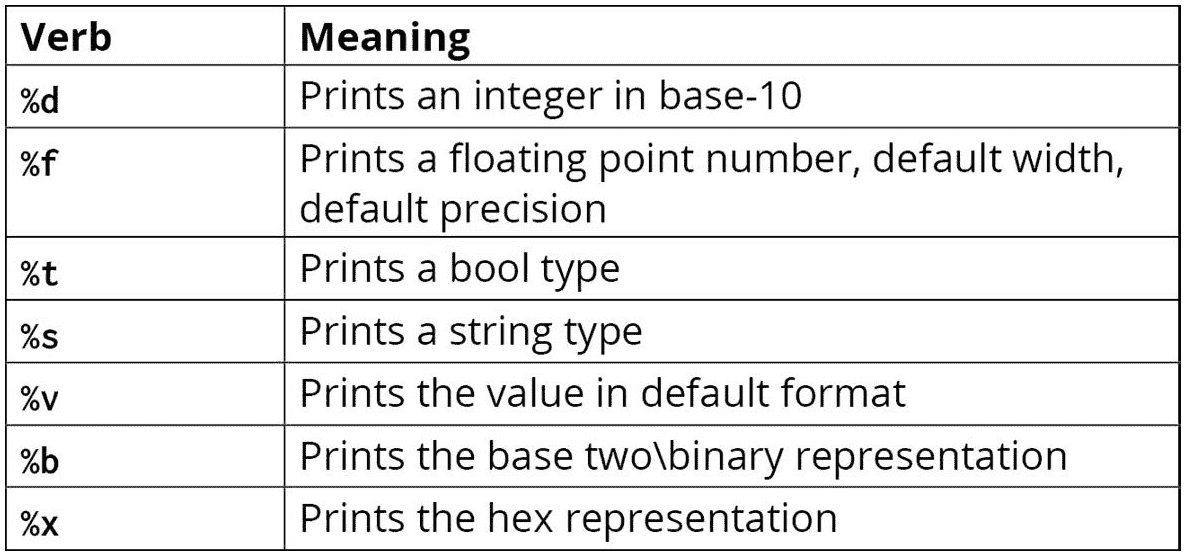 Verb Meaning
%d Prints an integer in base-10
%f Prints a floating point number, default width,
default precision
%t Prints a bool type
%s Prints a string type
%v Prints the value in default format
%b Prints the base two\binary representation
%x Prints the hex representation